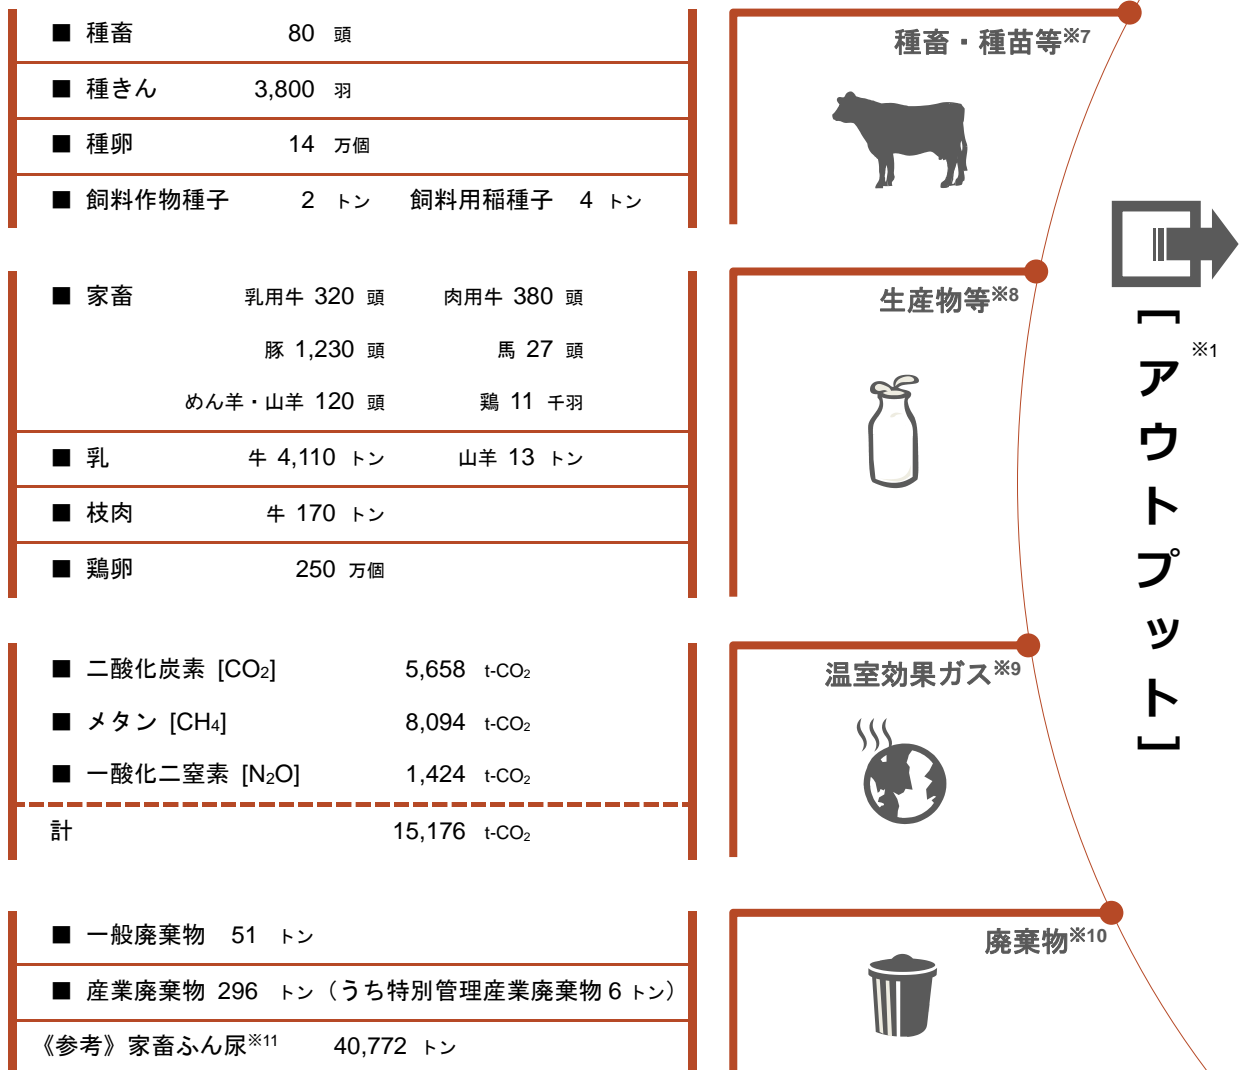 ■ 種畜 80 頭
■ 種きん 3,800 羽
■ 種卵 14 万個
■ 飼料作物種子 2 トン 飼料用稲種子 4 トン
種畜・種苗等※7
■ 家畜 乳用牛 320 頭 肉用牛 380 頭
豚 1,230 頭 馬 27 頭
めん羊・山羊 120 頭 鶏 11 千羽
■ 乳 牛 4,110 トン 山羊 13 トン
■ 枝肉 牛 170 トン
■ 鶏卵 250 万個
生産物等※8
■ 二酸化炭素 [CO₂] 5,658 t-CO₂
■ メタン [CH₄] 8,094 t-CO₂
■ 一酸化二窒素 [N₂O] 1,424 t-CO₂
計 15,176 t-CO₂
温室効果ガス※9
■ 一般廃棄物 51 トン
■ 産業廃棄物 296 トン（うち特別管理産業廃棄物 6 トン）
《参考》家畜ふん尿※11 40,772 トン
廃棄物※10
[アウトプット]※1